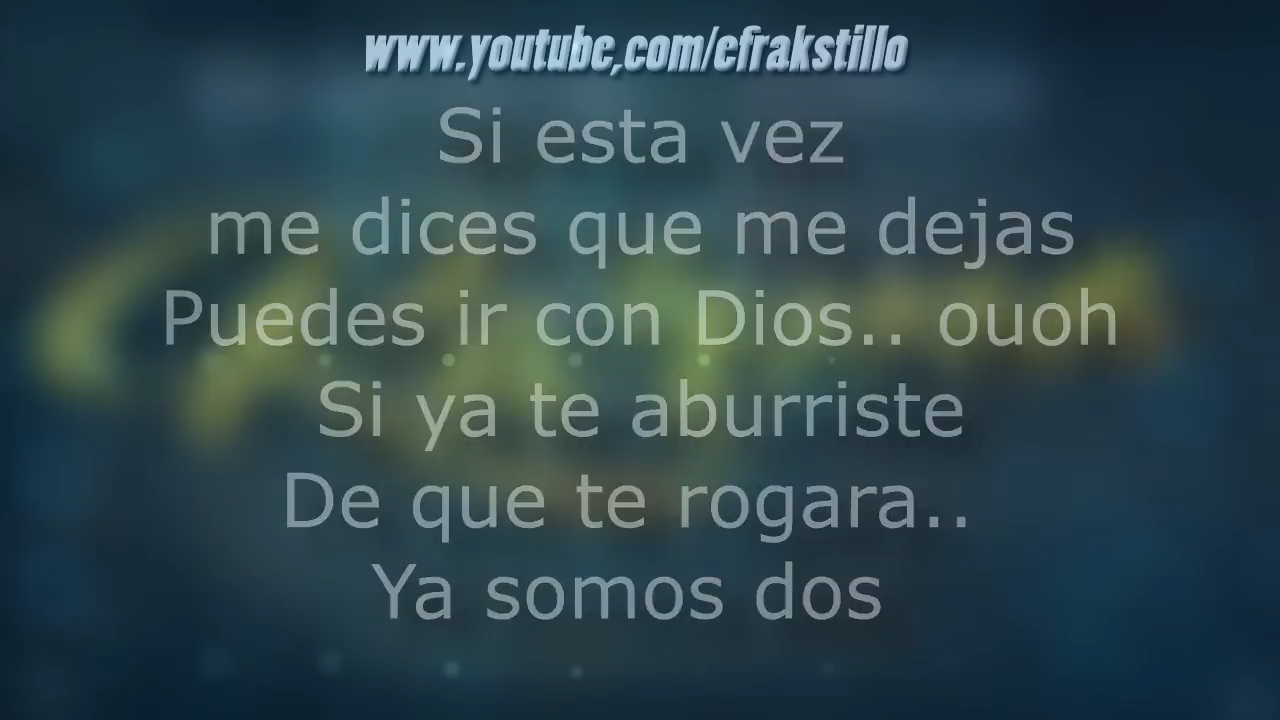 www.youtube,com/efrakstillo
Si esta vez
me dices que me dejas
Puedes ir con Dios.. ouoh
Si ya te aburriste
De que te rogara..
Ya somos dos